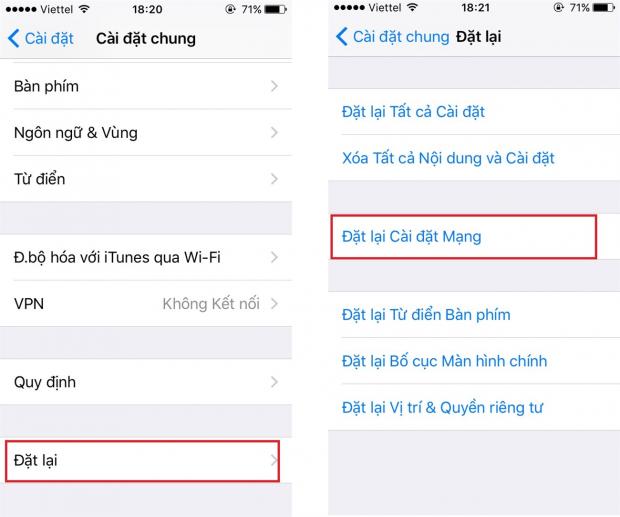 Viettel 18:20 71%
Cài đặt Cài đặt chung
Bàn phím
Ngôn ngữ & Vùng
Từ điển
Đ.bộ hóa với iTunes qua Wi-Fi
VPN Không Kết nối
Quy định
Đặt lại
Viettel 18:21 71%
Cài đặt chung Đặt lại
Đặt lại Tất cả Cài đặt
Xóa Tất cả Nội dung và Cài đặt
Đặt lại Cài đặt Mạng
Đặt lại Từ điển Bàn phím
Đặt lại Bố cục Màn hình chính
Đặt lại Vị trí & Quyền riêng tư